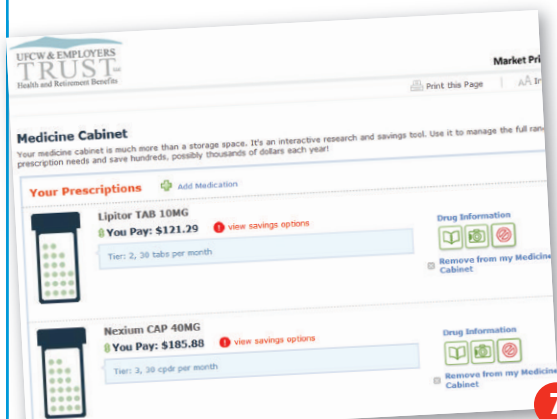 UFCW & EMPLOYERS
TRUST
Health and Retirement Benefits
Market Pri
Print this Page
AA In
Medicine Cabinet
Your medicine cabinet is much more than a storage space. It's an interactive research and savings tool. Use it to manage the full ran
prescription needs and save hundreds, possibly thousands of dollars each year!
Your Prescriptions Add Medication
Lipitor TAB 10MG
You Pay: $121.29 view savings options
Tier: 2, 30 tabs per month
Drug Information
Remove from my Medicine
Cabinet
Nexium CAP 40MG
You Pay: $185.88 view savings options
Tier: 3, 30 cpdr per month
Drug Information
Remove from my Medicine
Cabinet